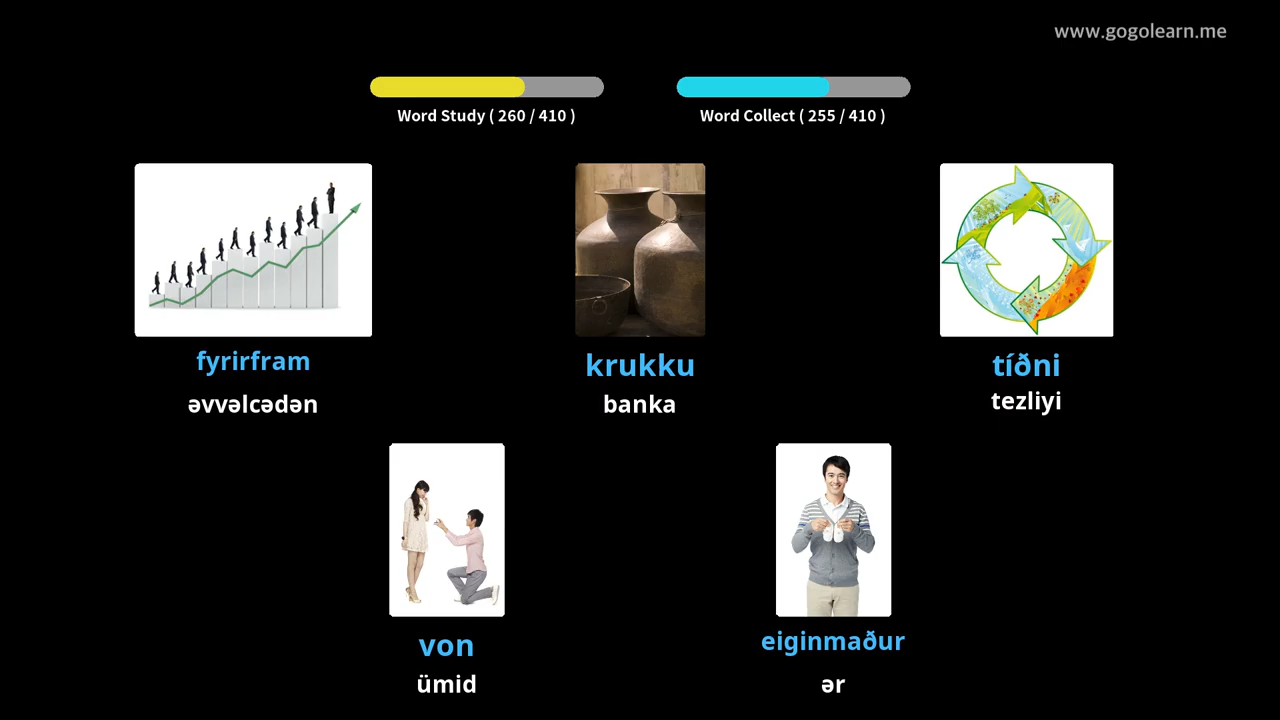 www.gogolearn.me
Word Study ( 260 / 410 )
Word Collect ( 255 / 410 )
fyrirfram
əvvəlcədən
krukku
banka
tíðni
tezliyi
von
ümid
eiginmaður
ər